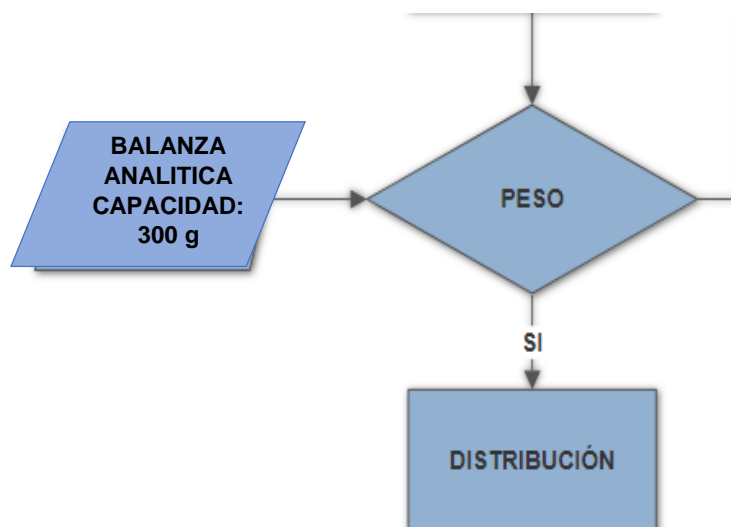 BALANZA
ANALITICA
CAPACIDAD:
300 g
PESO
SI
DISTRIBUCIÓN